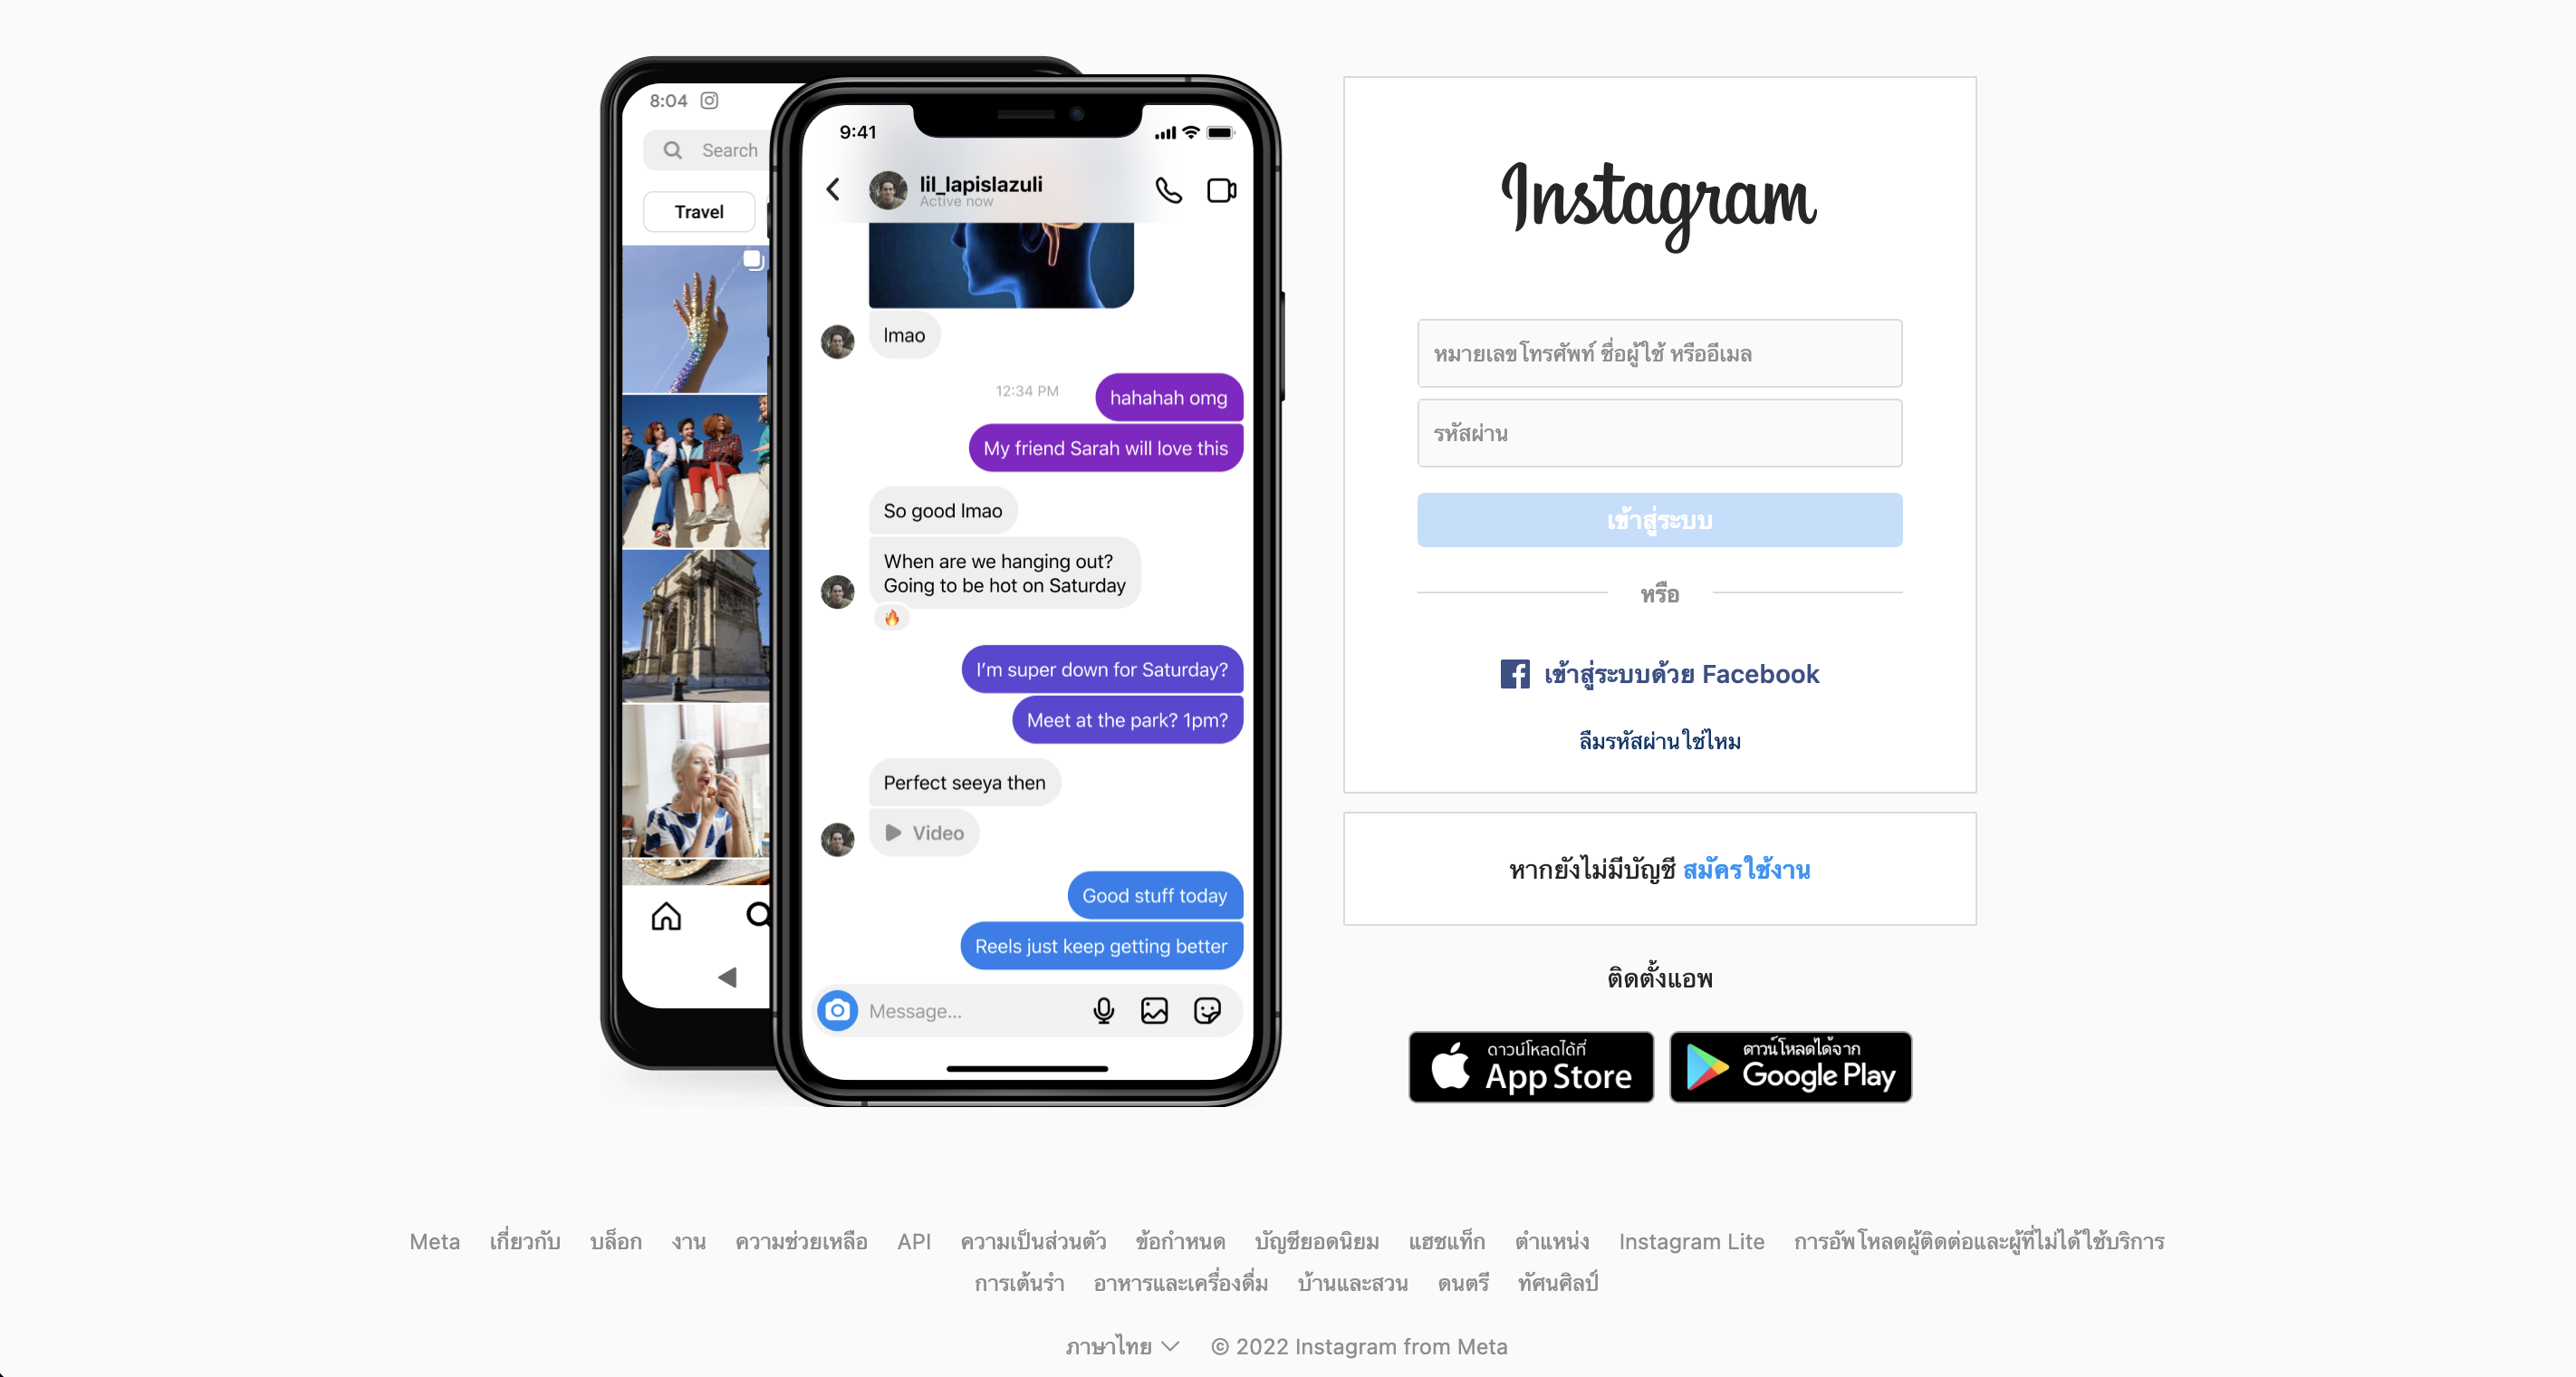 8:04
Search
Travel
9:41
lil_lapislazuli
Active now
lmao
12:34 PM
hahahah omg
My friend Sarah will love this
So good lmao
When are we hanging out?
Going to be hot on Saturday
I'm super down for Saturday?
Meet at the park? 1pm?
Perfect seeya then
Video
Good stuff today
Reels just keep getting better
Message...
Instagram
หมายเลขโทรศัพท์ ชื่อผู้ใช้ หรืออีเมล
รหัสผ่าน
เข้าสู่ระบบ
หรือ
เข้าสู่ระบบด้วย Facebook
ลืมรหัสผ่านใช่ไหม
หากยังไม่มีบัญชี สมัครใช้งาน
ติดตั้งแอพ
ดาวน์โหลดได้ที่
App Store
ดาวน์โหลดได้จาก
Google Play
Meta เกี่ยวกับ บล็อก งาน ความช่วยเหลือ API ความเป็นส่วนตัว ข้อกำหนด บัญชียอดนิยม แฮชแท็ก ตำแหน่ง Instagram Lite การอัพโหลดผู้ติดต่อและผู้ที่ไม่ได้ใช้บริการ
การเต้นรำ อาหารและเครื่องดื่ม บ้านและสวน ดนตรี ทัศนศิลป์
ภาษาไทย © 2022 Instagram from Meta